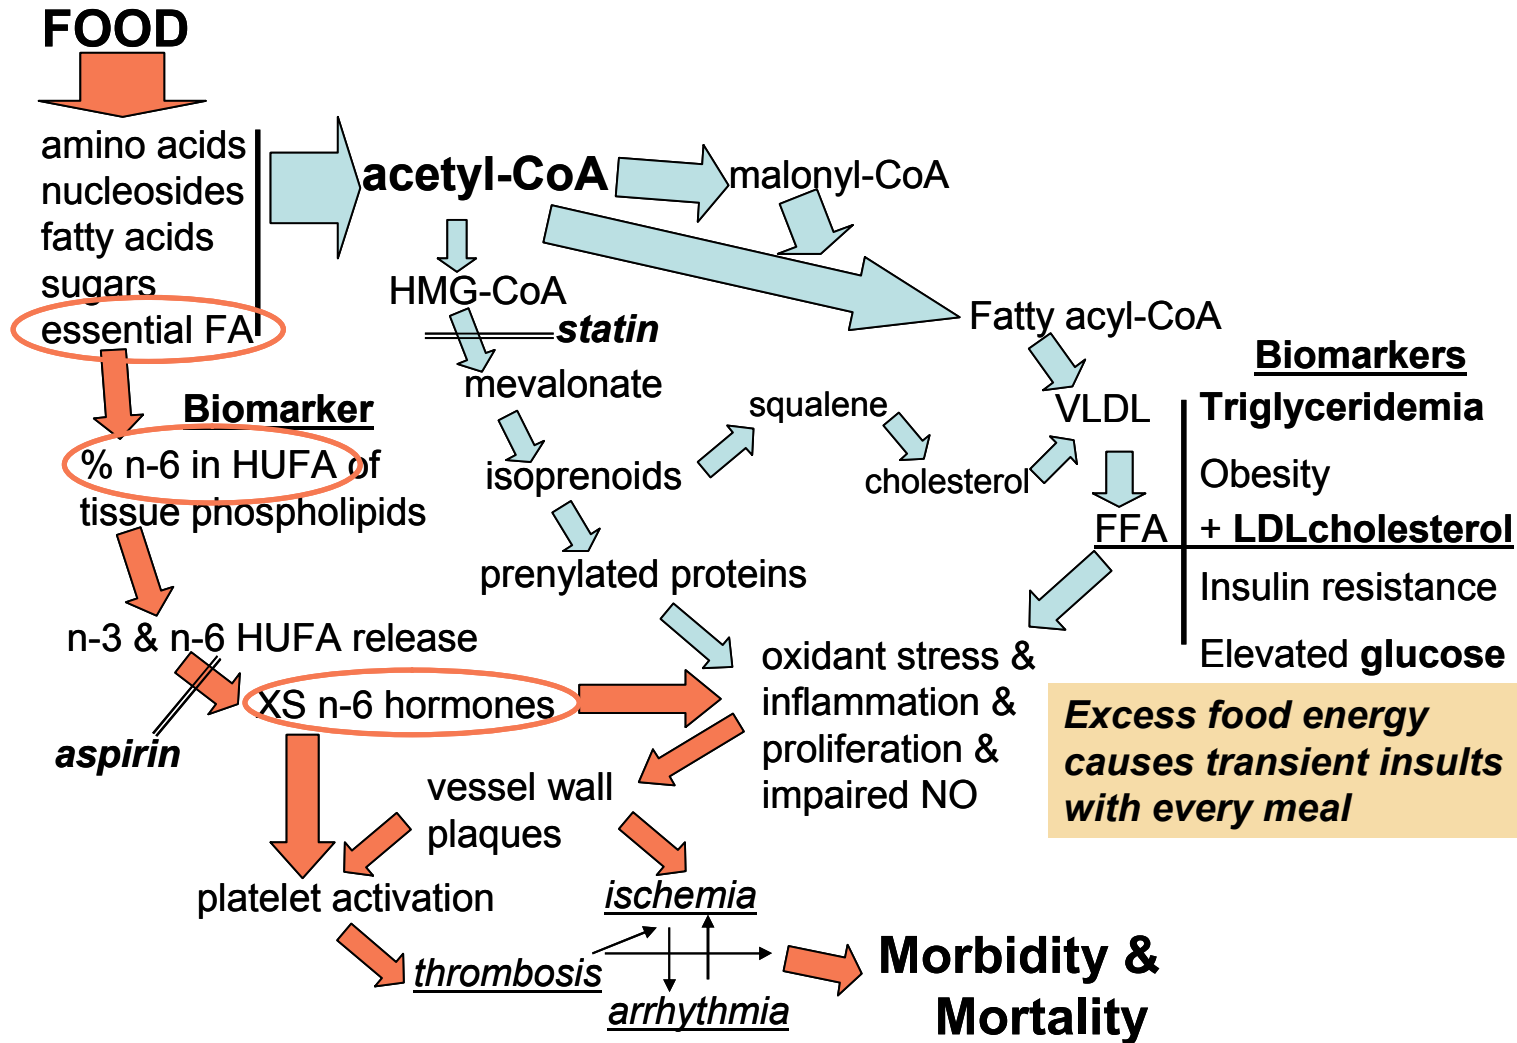 FOOD
amino acids
nucleosides
fatty acids
sugars
essential FA
acetyl-CoA
malonyl-CoA
HMG-CoA
statin
mevalonate
Fatty acyl-CoA
Biomarker
% n-6 in HUFA of
tissue phospholipids
isoprenoids
squalene
cholesterol
VLDL
FFA
Biomarkers
Triglyceridemia
Obesity
+ LDLcholesterol
Insulin resistance
Elevated glucose
prenylated proteins
n-3 & n-6 HUFA release
XS n-6 hormones
aspirin
oxidant stress &
inflammation &
proliferation &
impaired NO
Excess food energy
causes transient insults
with every meal
vessel wall
plaques
platelet activation
ischemia
thrombosis
arrhythmia
Morbidity &
Mortality